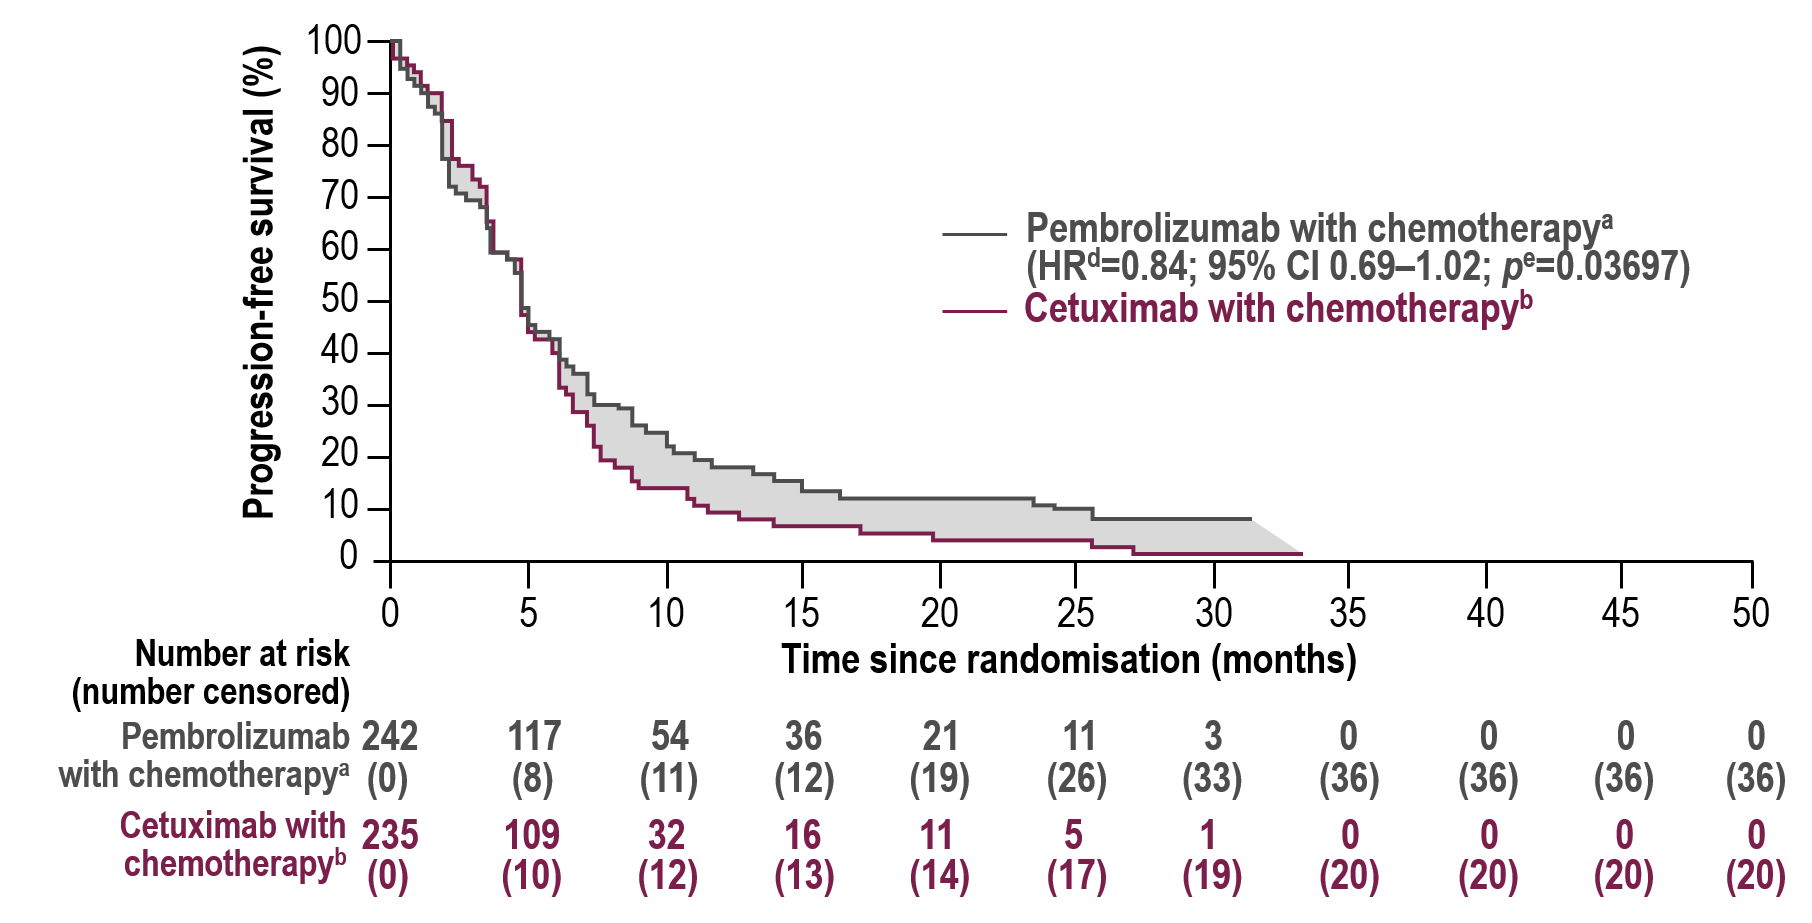 Progression-free survival (%)
100
90
80
70
60
50
40
30
20
10
0
Pembrolizumab with chemotherapyᵃ
(HRᵈ=0.84; 95% CI 0.69–1.02; pᵉ=0.03697)
Cetuximab with chemotherapyᵇ
0 5 10 15 20 25 30 35 40 45 50
Time since randomisation (months)
Number at risk
(number censored)
Pembrolizumab 242 117 54 36 21 11 3 0 0 0 0
with chemotherapyᵃ (0) (8) (11) (12) (19) (26) (33) (36) (36) (36) (36)
Cetuximab with 235 109 32 16 11 5 1 0 0 0 0
chemotherapyᵇ (0) (10) (12) (13) (14) (17) (19) (20) (20) (20) (20)